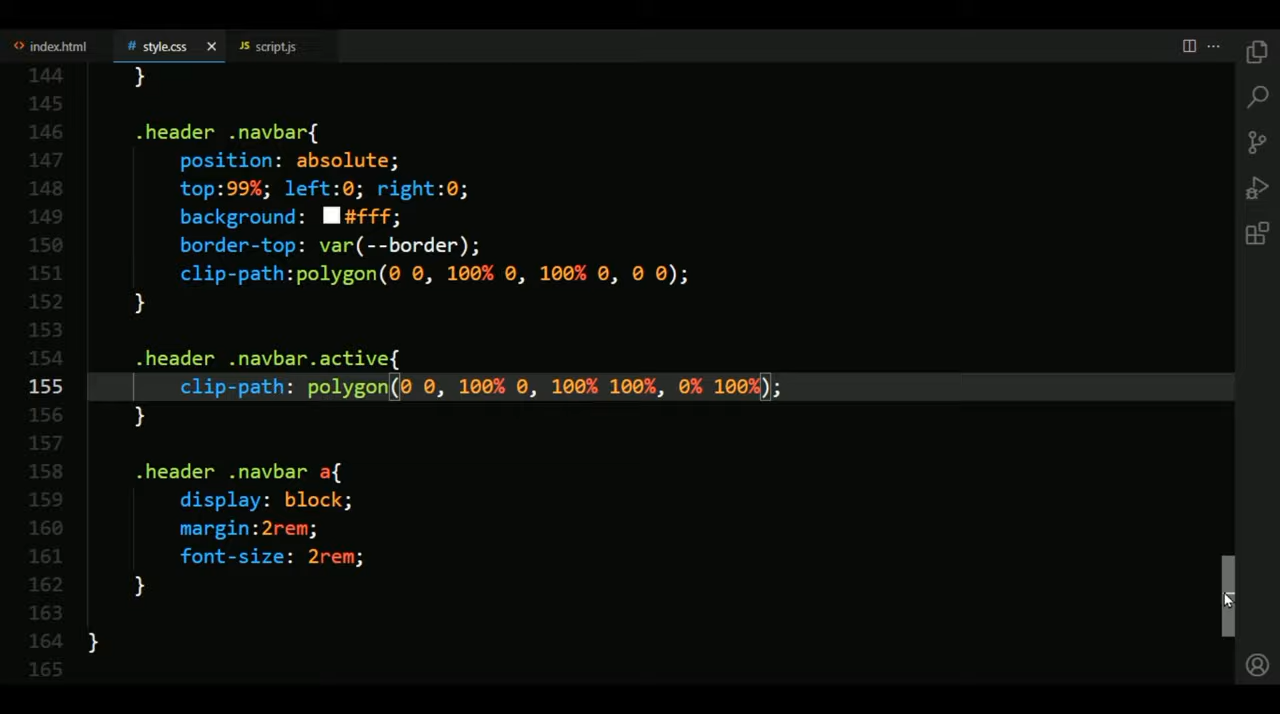 index.html
style.css
script.js
144 }
145
146 .header .navbar{
147 position: absolute;
148 top:99%; left:0; right:0;
149 background: #fff;
150 border-top: var(--border);
151 clip-path:polygon(0 0, 100% 0, 100% 0, 0 0);
152 }
153
154 .header .navbar.active{
155 clip-path: polygon(0 0, 100% 0, 100% 100%, 0% 100%);
156 }
157
158 .header .navbar a{
159 display: block;
160 margin:2rem;
161 font-size: 2rem;
162 }
163
164 }
165